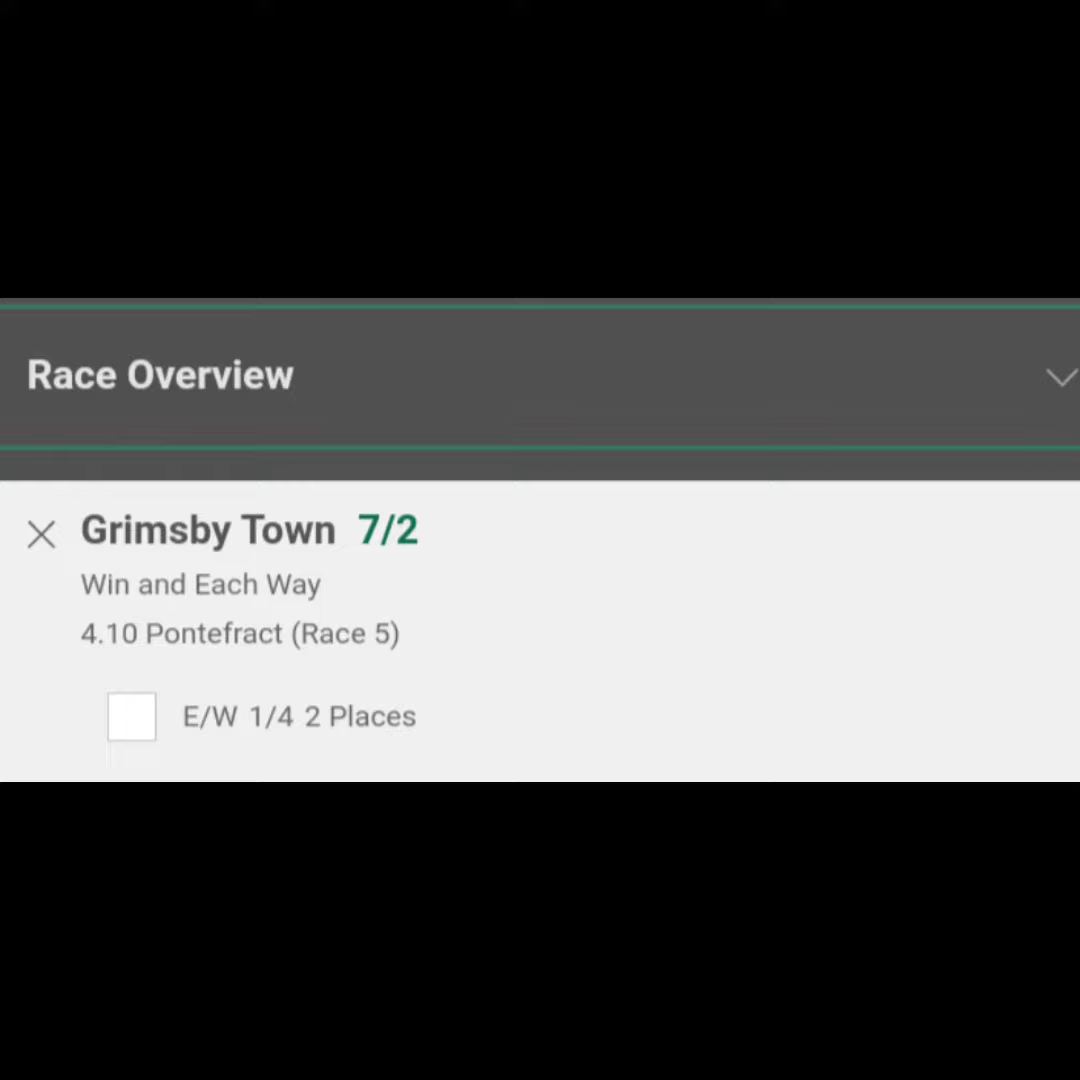 Race Overview
Grimsby Town 7/2
Win and Each Way
4.10 Pontefract (Race 5)
E/W 1/4 2 Places